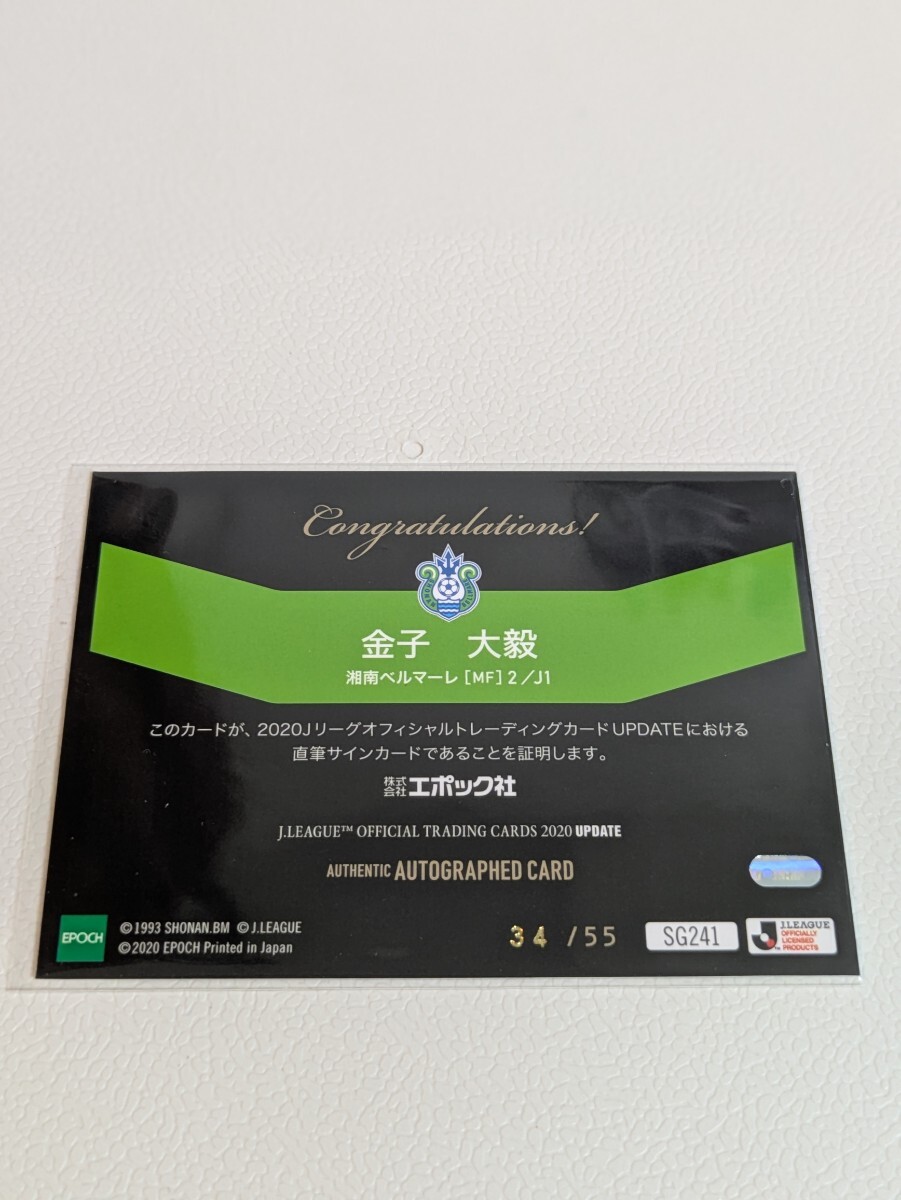 Congratulations!
金子　大毅
湘南ベルマーレ [MF] 2/J1
このカードが、2020JリーグオフィシャルトレーディングカードUPDATEにおける
直筆サインカードであることを証明します。
株式会社エポック社
J.LEAGUE™ OFFICIAL TRADING CARDS 2020 UPDATE
AUTHENTIC AUTOGRAPHED CARD
EPOCH
©1993 SHONAN.BM ©J.LEAGUE
©2020 EPOCH Printed in Japan
34 /55
SG241
J.LEAGUE
OFFICIALLY
LICENSED
PRODUCTS